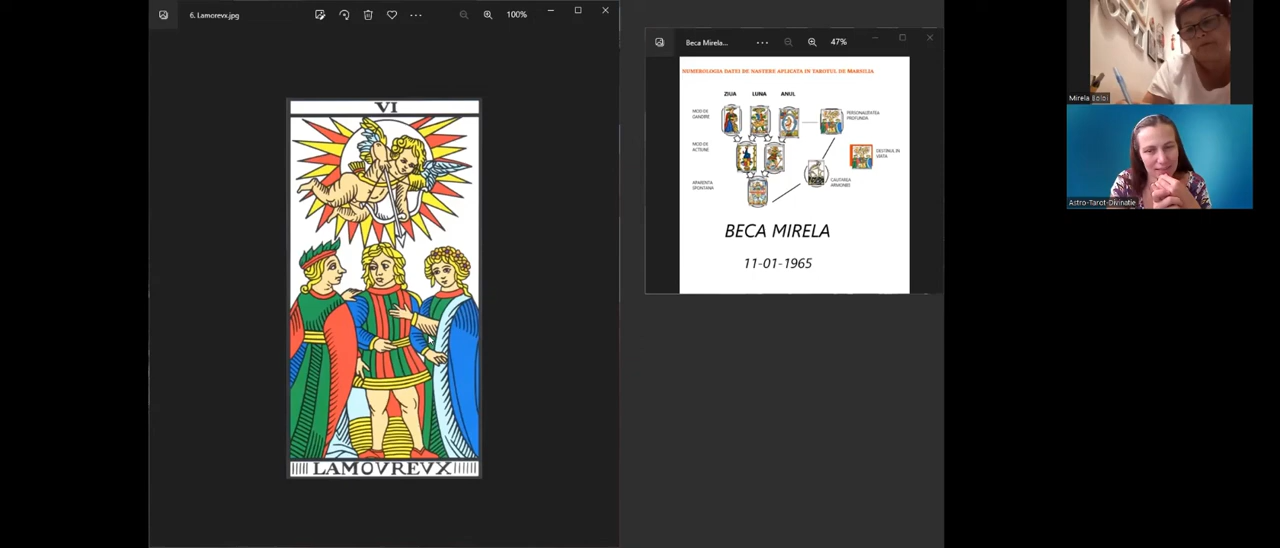 6. Lamorevx.jpg
100%
VI
LAMOVREVX
Beca Mirela...
47%
NUMEROLOGIA DATEI DE NASTERE APLICATA IN TAROTUL DE MARSILIA
ZIUA LUNA ANUL
MOD DE
GANDIRE
PERSONALITATEA
PROFUNDA
MOD DE
ACTIUNE
DESTINUL IN
VIATA
APARENTA
SPONTANA
CAUTAREA
ARMONIEI
BECA MIRELA
11-01-1965
Mirela
Astro-Tarot-Divinatie